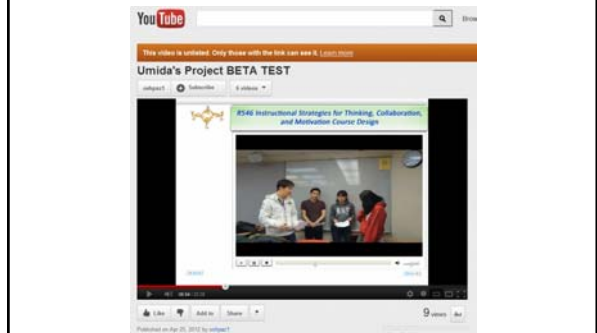 YouTube
Brow
This video is unlisted. Only those with the link can see it. Learn more
Umida's Project BETA TEST
Subscribe 6 videos
R546 Instructional Strategies for Thinking, Collaboration,
and Motivation Course Design
Like Add to Share
9 views
Published on Apr 25, 2012 by